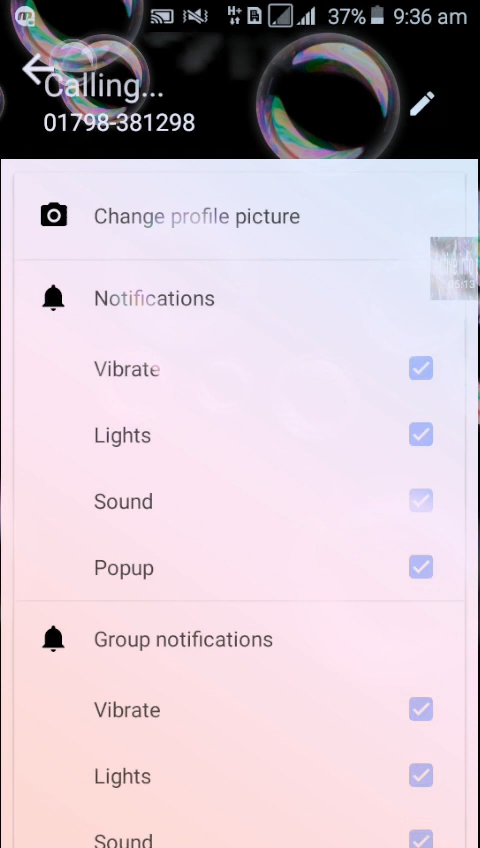 37% 9:36 am
Calling...
01798-381298
Change profile picture
Notifications
Vibrate
Lights
Sound
Popup
Group notifications
Vibrate
Lights
Sound